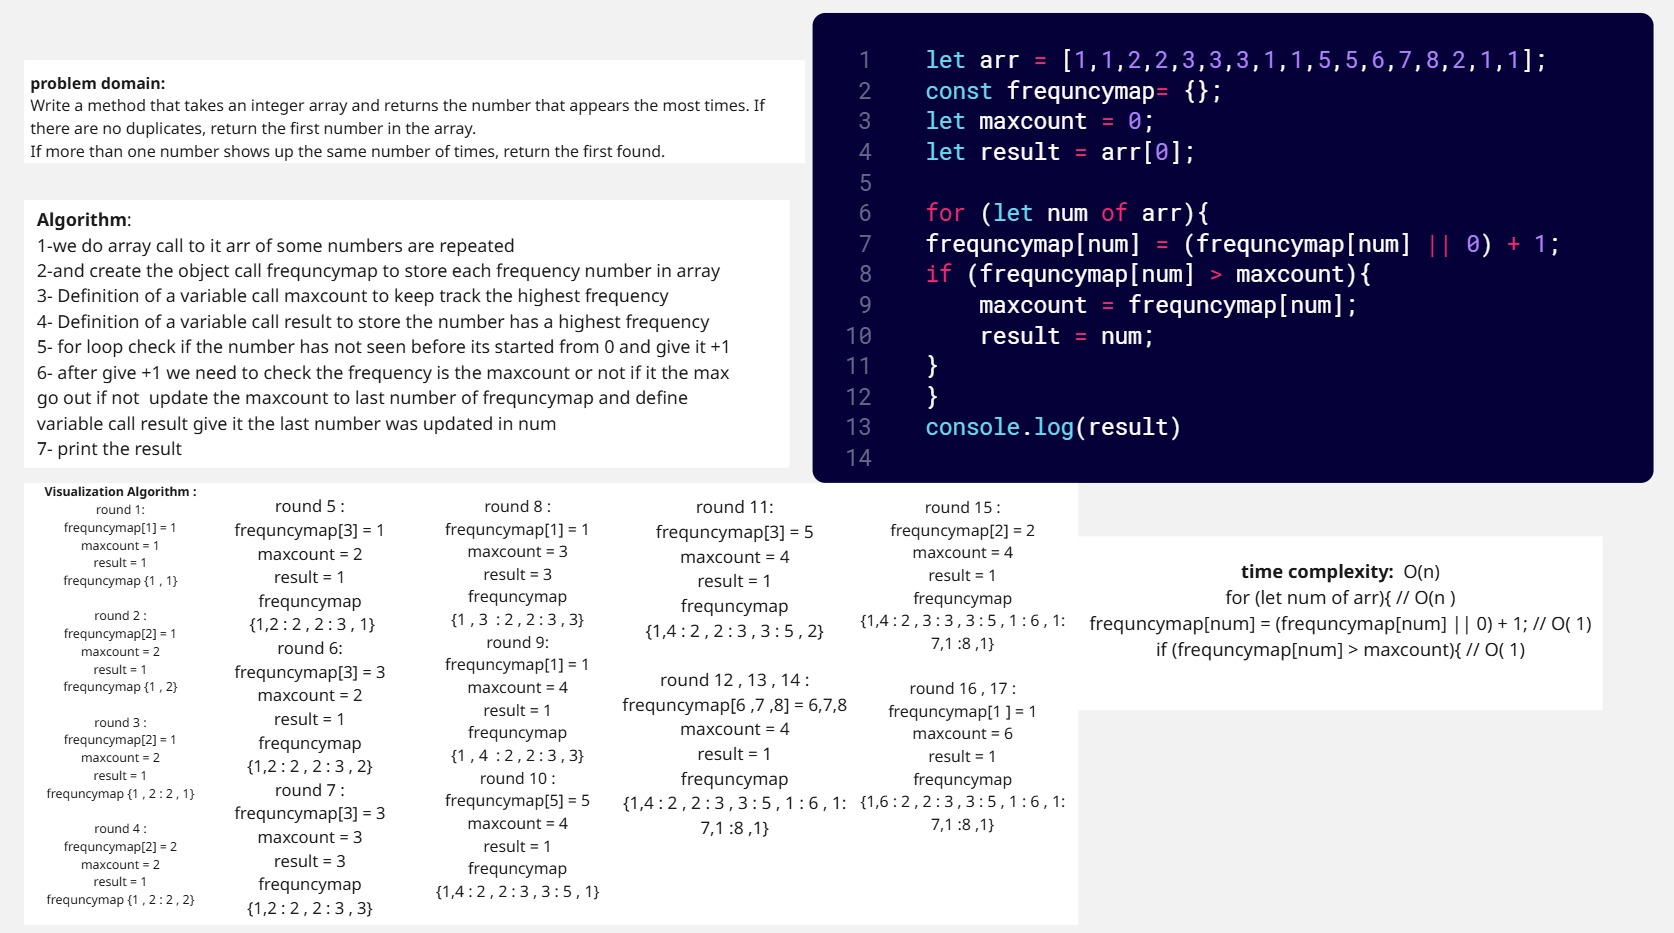 problem domain:
Write a method that takes an integer array and returns the number that appears the most times. If
there are no duplicates, return the first number in the array.
If more than one number shows up the same number of times, return the first found.
Algorithm:
1-we do array call to it arr of some numbers are repeated
2-and create the object call frequncymap to store each frequency number in array
3- Definition of a variable call maxcount to keep track the highest frequency
4- Definition of a variable call result to store the number has a highest frequency
5- for loop check if the number has not seen before its started from 0 and give it +1
6- after give +1 we need to check the frequency is the maxcount or not if it the max
go out if not  update the maxcount to last number of frequncymap and define
variable call result give it the last number was updated in num
7- print the result
1 let arr = [1,1,2,2,3,3,3,1,1,5,5,6,7,8,2,1,1];
2 const frequncymap= {};
3 let maxcount = 0;
4 let result = arr[0];
5
6 for (let num of arr){
7 frequncymap[num] = (frequncymap[num] || 0) + 1;
8 if (frequncymap[num] > maxcount){
9     maxcount = frequncymap[num];
10     result = num;
11 }
12 }
13 console.log(result)
14
Visualization Algorithm :
round 1:
frequncymap[1] = 1
maxcount = 1
result = 1
frequncymap {1 , 1}
round 2 :
frequncymap[2] = 1
maxcount = 2
result = 1
frequncymap {1 , 2}
round 3 :
frequncymap[2] = 1
maxcount = 2
result = 1
frequncymap {1 , 2 : 2 , 1}
round 4 :
frequncymap[2] = 2
maxcount = 2
result = 1
frequncymap {1 , 2 : 2 , 2}
round 5 :
frequncymap[3] = 1
maxcount = 2
result = 1
frequncymap
{1,2 : 2 , 2 : 3 , 1}
round 6:
frequncymap[3] = 3
maxcount = 2
result = 1
frequncymap
{1,2 : 2 , 2 : 3 , 2}
round 7 :
frequncymap[3] = 3
maxcount = 3
result = 3
frequncymap
{1,2 : 2 , 2 : 3 , 3}
round 8 :
frequncymap[1] = 1
maxcount = 3
result = 3
frequncymap
{1 , 3  : 2 , 2 : 3 , 3}
round 9:
frequncymap[1] = 1
maxcount = 4
result = 1
frequncymap
{1 , 4  : 2 , 2 : 3 , 3}
round 10 :
frequncymap[5] = 5
maxcount = 4
result = 1
frequncymap
{1,4 : 2 , 2 : 3 , 3 : 5 , 1}
round 11:
frequncymap[3] = 5
maxcount = 4
result = 1
frequncymap
{1,4 : 2 , 2 : 3 , 3 : 5 , 2}
round 12 , 13 , 14 :
frequncymap[6 ,7 ,8] = 6,7,8
maxcount = 4
result = 1
frequncymap
{1,4 : 2 , 2 : 3 , 3 : 5 , 1 : 6 , 1:
7,1 :8 ,1}
round 15 :
frequncymap[2] = 2
maxcount = 4
result = 1
frequncymap
{1,4 : 2 , 3 : 3 , 3 : 5 , 1 : 6 , 1:
7,1 :8 ,1}
round 16 , 17 :
frequncymap[1 ] = 1
maxcount = 6
result = 1
frequncymap
{1,6 : 2 , 2 : 3 , 3 : 5 , 1 : 6 , 1:
7,1 :8 ,1}
time complexity:  O(n)
for (let num of arr){ // O(n )
frequncymap[num] = (frequncymap[num] || 0) + 1; // O( 1)
if (frequncymap[num] > maxcount){ // O( 1)